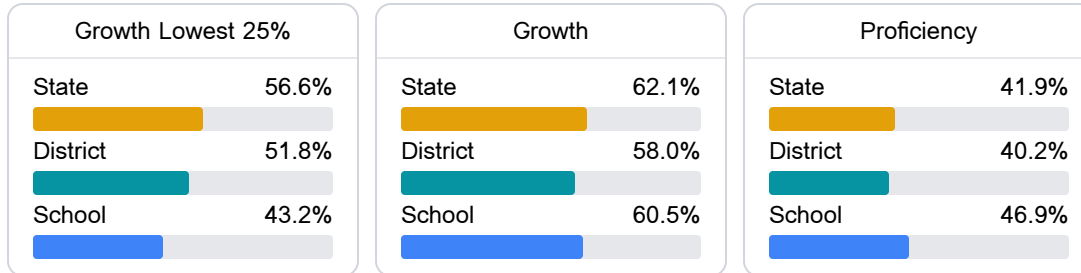 Growth Lowest 25%
State 56.6%
District 51.8%
School 43.2%
Growth
State 62.1%
District 58.0%
School 60.5%
Proficiency
State 41.9%
District 40.2%
School 46.9%